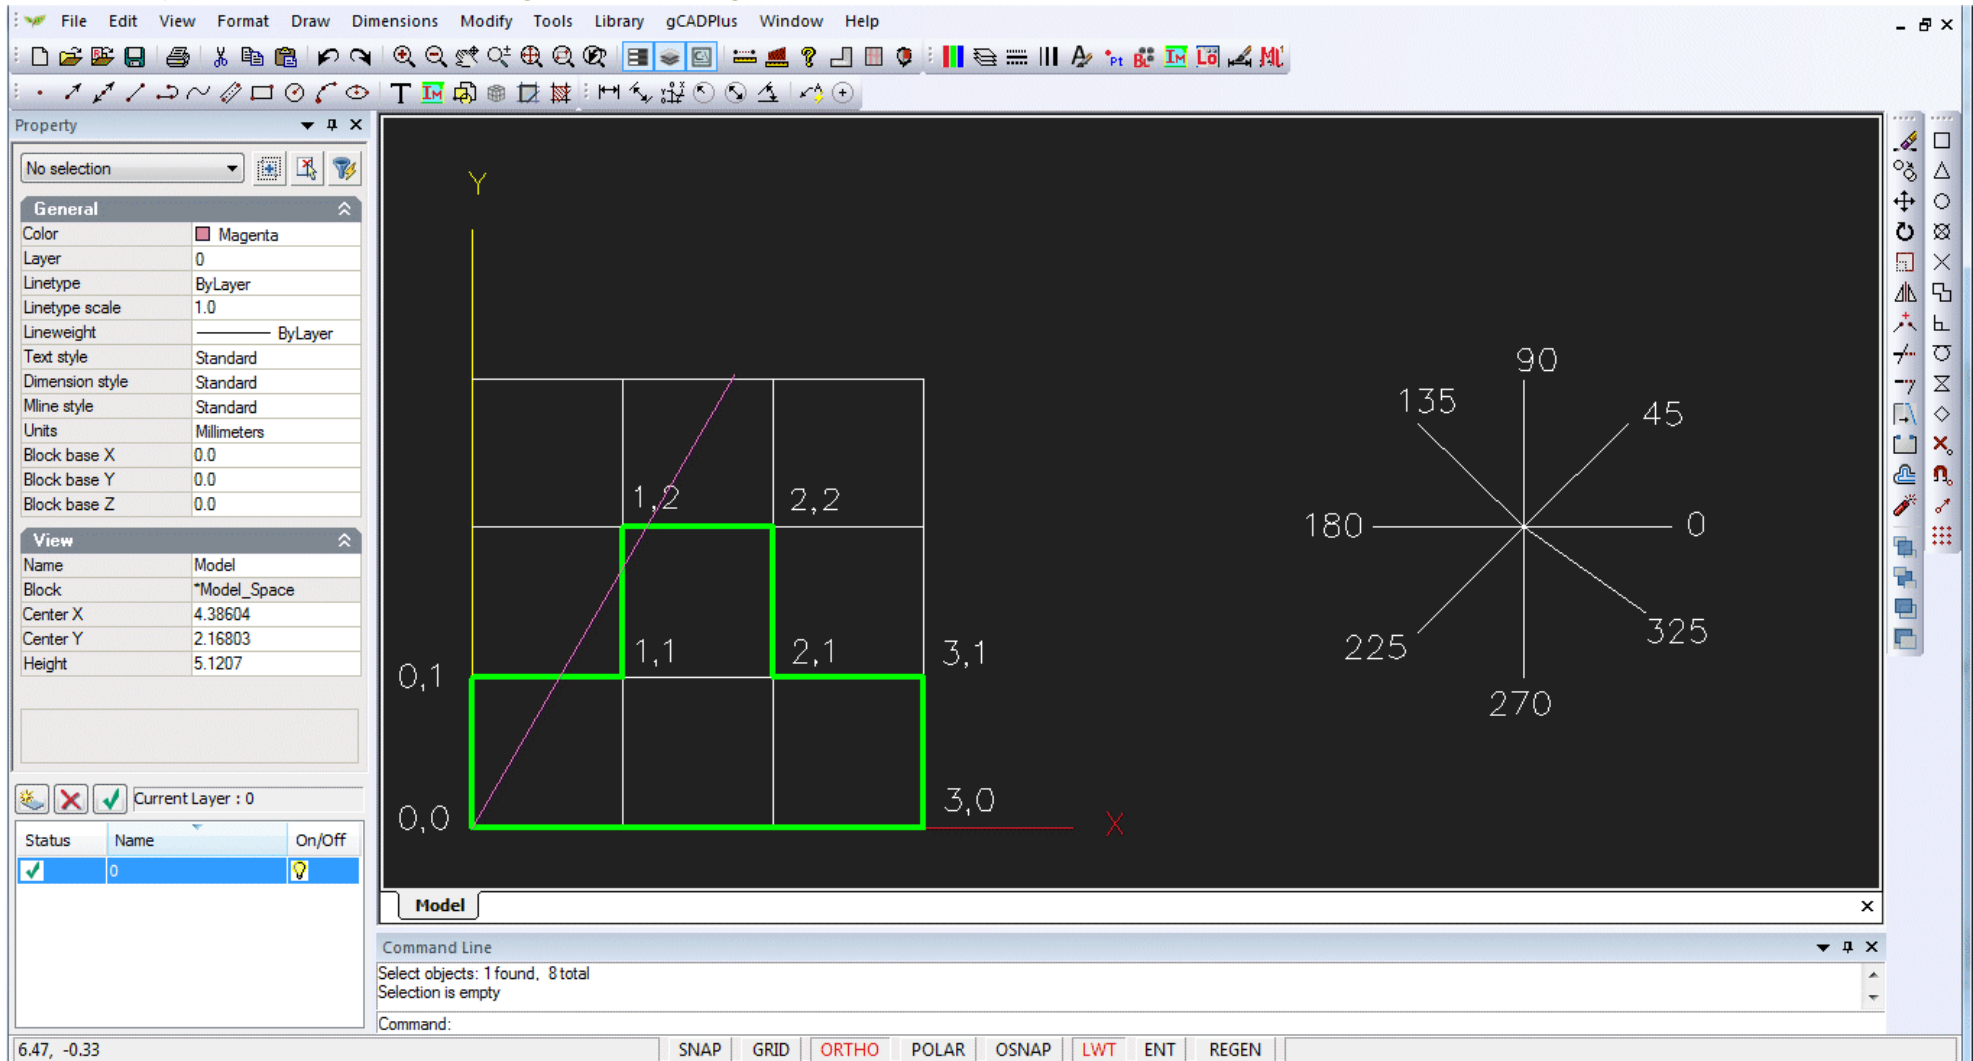 File Edit View Format Draw Dimensions Modify Tools Library gCADPlus Window Help
Property
No selection
General
Color Magenta
Layer 0
Linetype ByLayer
Linetype scale 1.0
Lineweight ByLayer
Text style Standard
Dimension style Standard
Mline style Standard
Units Millimeters
Block base X 0.0
Block base Y 0.0
Block base Z 0.0
View
Name Model
Block *Model_Space
Center X 4.38604
Center Y 2.16803
Height 5.1207
Current Layer : 0
Status Name On/Off
0
Y
1,2 2,2
0,1 1,1 2,1 3,1
0,0 3,0 X
90
135 45
180 0
225 325
270
Model
Command Line
Select objects: 1 found, 8 total
Selection is empty
Command:
6.47, -0.33 SNAP GRID ORTHO POLAR OSNAP LWT ENT REGEN